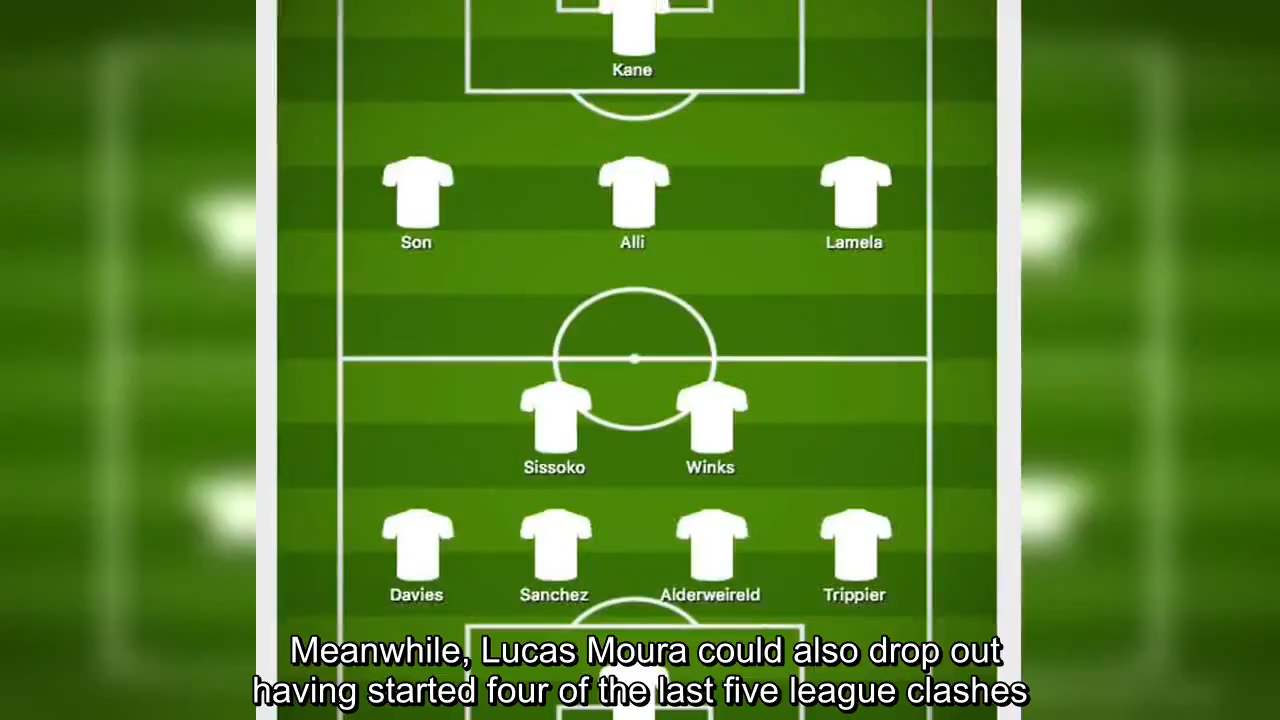 Kane
Son Alli Lamela
Sissoko Winks
Davies Sanchez Alderweireld Trippier
Meanwhile, Lucas Moura could also drop out
having started four of the last five league clashes